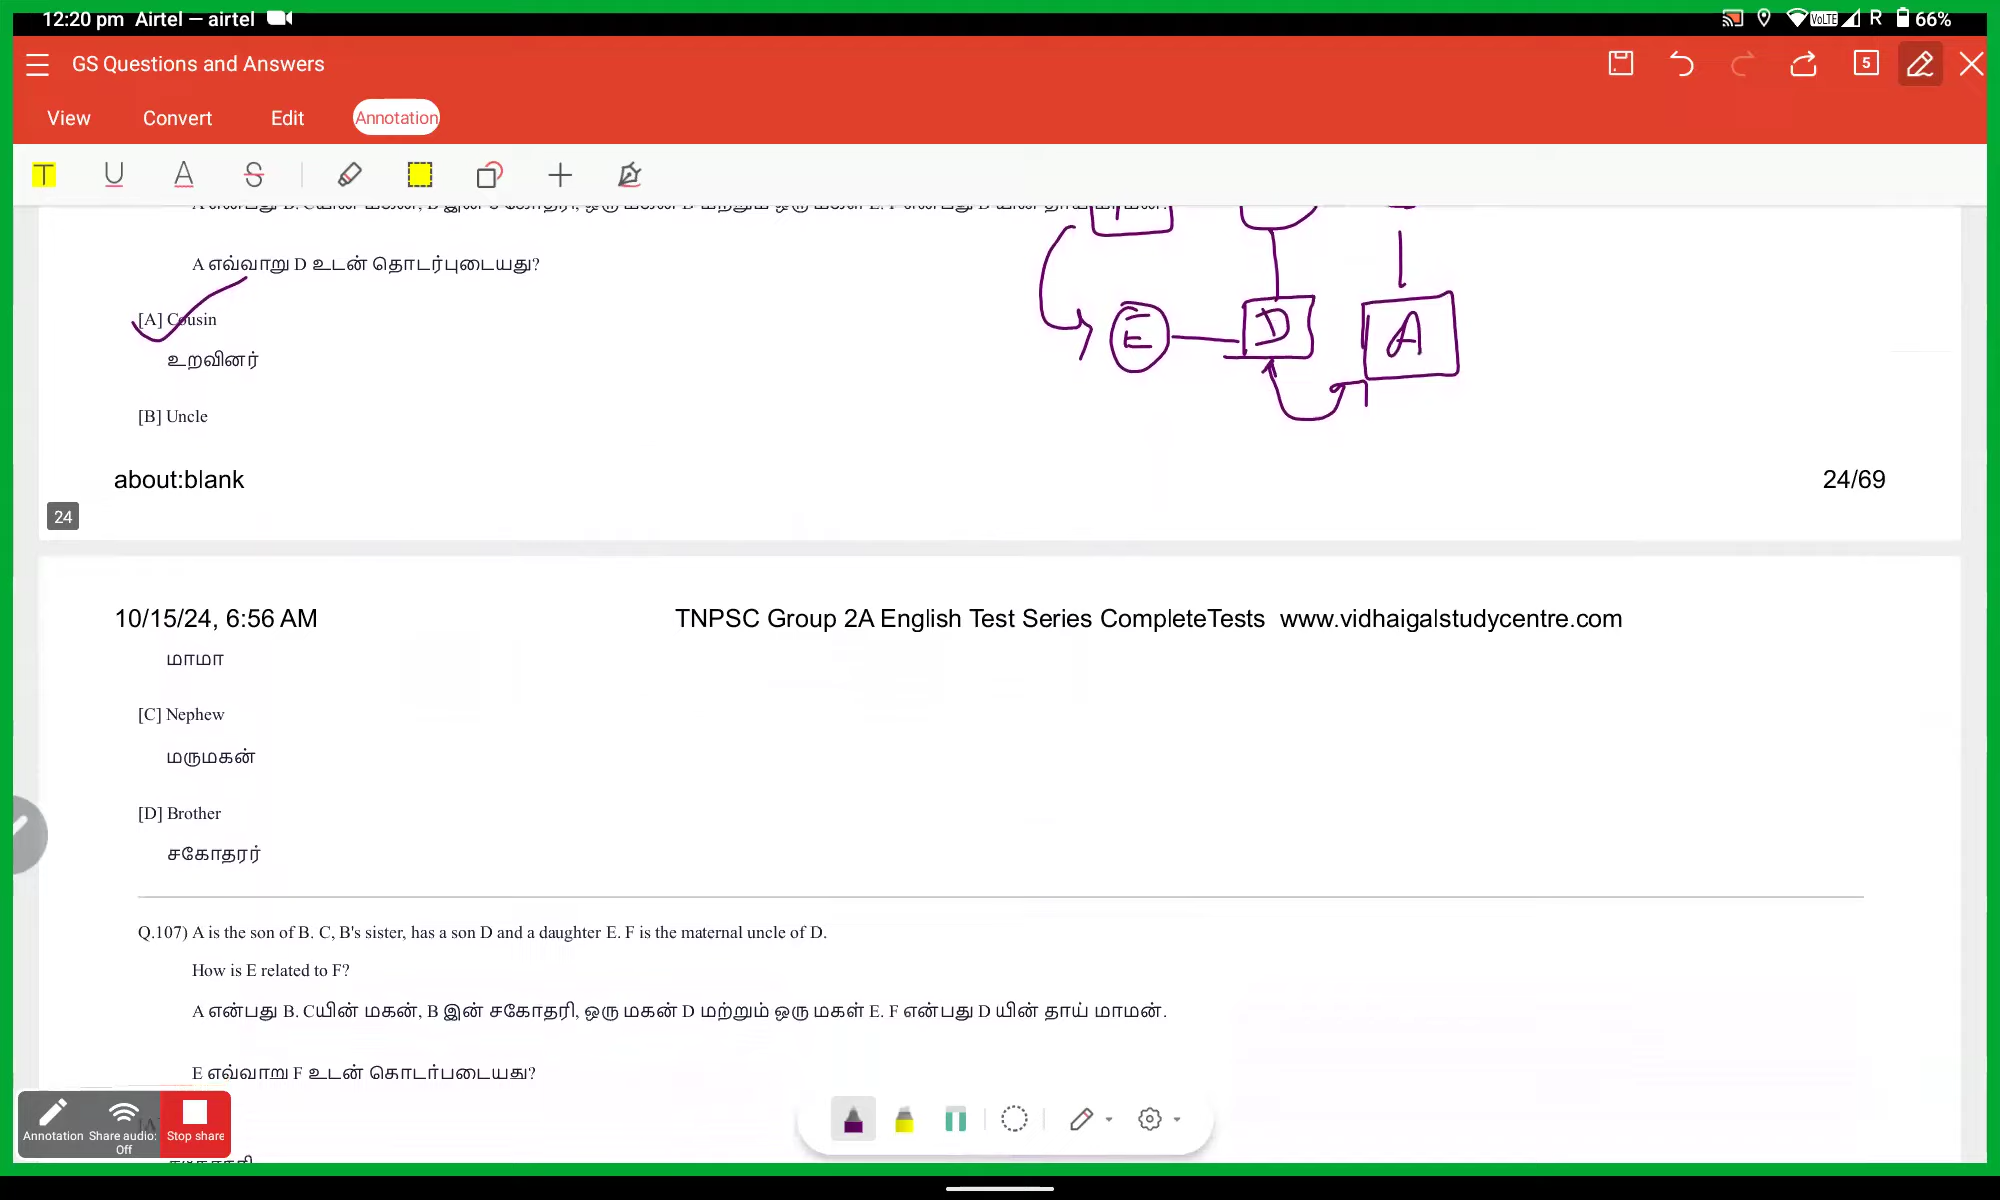 12:20 pm Airtel — airtel VoLTE R 66%
GS Questions and Answers 5
View Convert Edit Annotation
T U A S
A எவ்வாறு D உடன் தொடர்புடையது?
[A] Cousin
உறவினர்
[B] Uncle
E D A
about:blank 24/69
24
10/15/24, 6:56 AM TNPSC Group 2A English Test Series CompleteTests www.vidhaigalstudycentre.com
மாமா
[C] Nephew
மருமகன்
[D] Brother
சகோதரர்
Q.107) A is the son of B. C, B's sister, has a son D and a daughter E. F is the maternal uncle of D.
How is E related to F?
A என்பது B. Cயின் மகன், B இன் சகோதரி, ஒரு மகன் D மற்றும் ஒரு மகள் E. F என்பது D யின் தாய் மாமன்.
E எவ்வாறு F உடன் தொடர்புடையது?
Annotation Share audio: Off Stop share